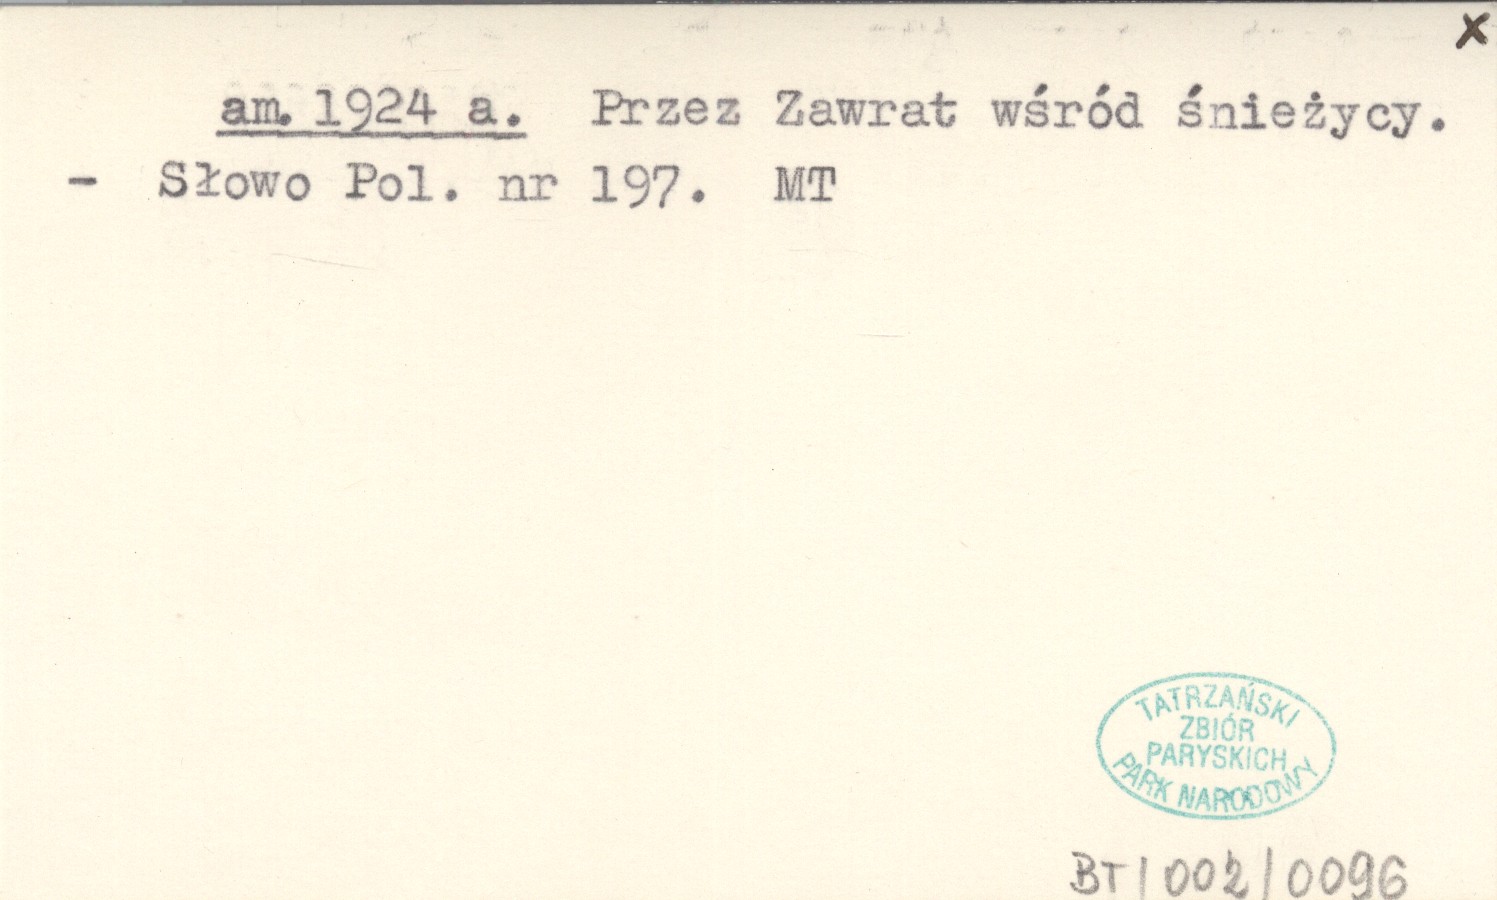 x
am. 1924 a. Przez Zawrat wśród śnieżycy.
- Słowo Pol. nr 197. MT
TATRZAŃSKI
ZBIÓR
PARYSKICH
PARK NARODOWY
BT/002/0096